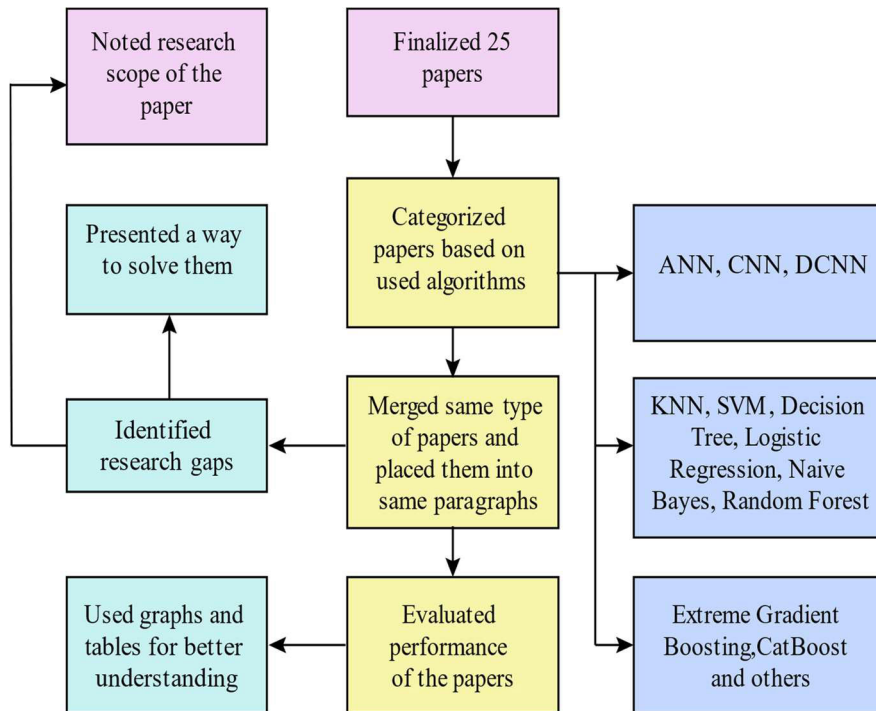 Noted research
scope of the
paper
Finalized 25
papers
Presented a way
to solve them
Categorized
papers based on
used algorithms
ANN, CNN, DCNN
Identified
research gaps
Merged same type
of papers and
placed them into
same paragraphs
KNN, SVM, Decision
Tree, Logistic
Regression, Naive
Bayes, Random Forest
Used graphs and
tables for better
understanding
Evaluated
performance
of the papers
Extreme Gradient
Boosting,CatBoost
and others